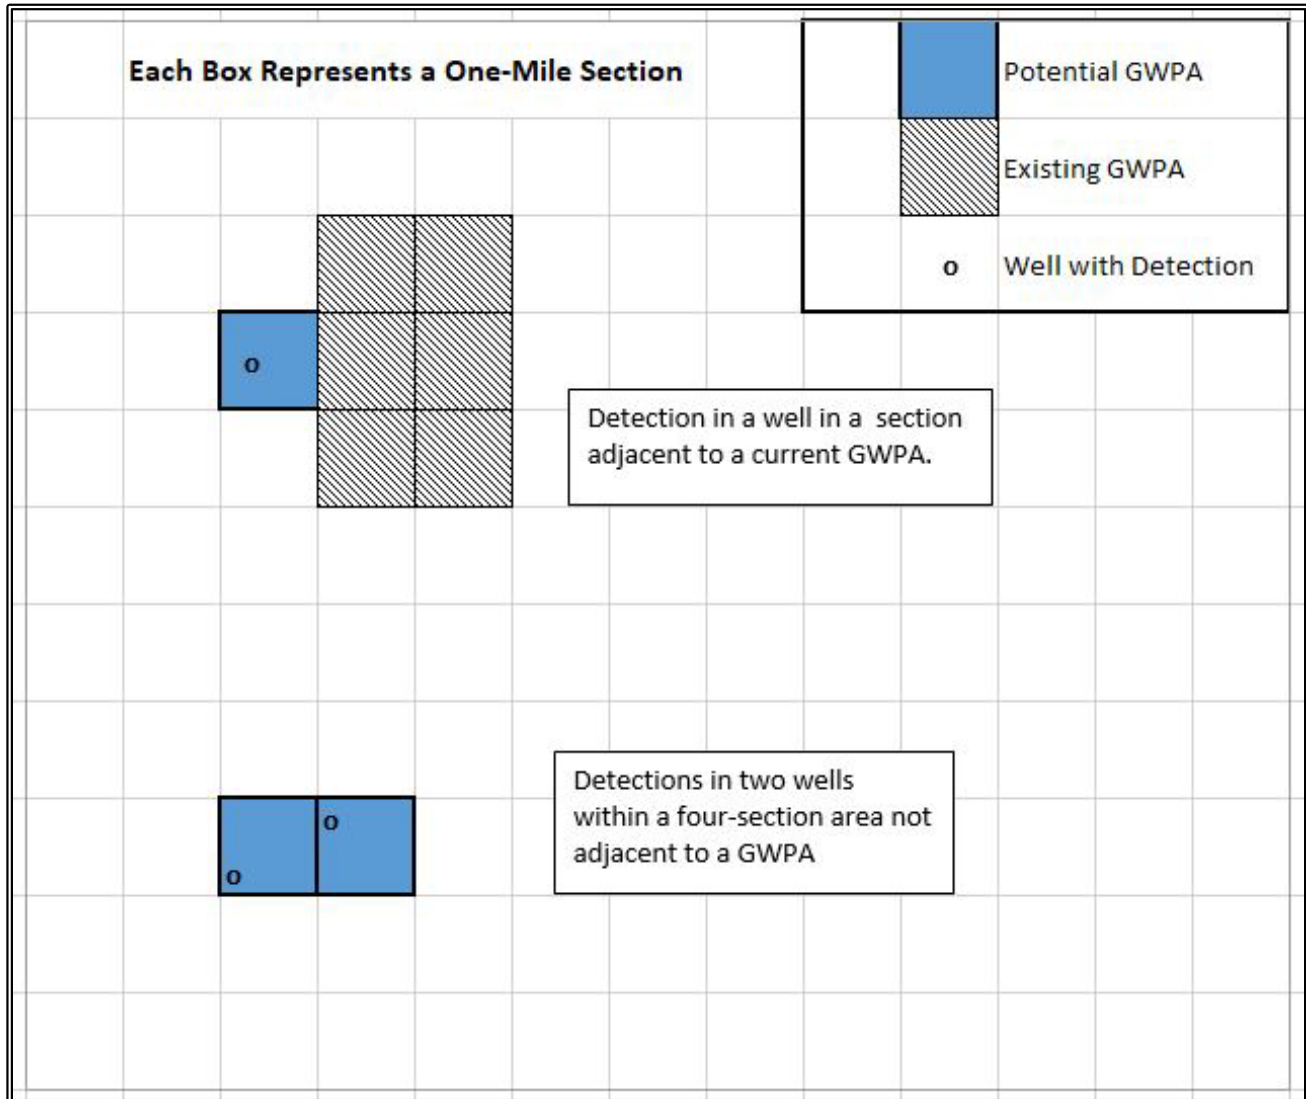 Each Box Represents a One-Mile Section
Potential GWPA
Existing GWPA
o Well with Detection
o
Detection in a well in a section
adjacent to a current GWPA.
Detections in two wells
within a four-section area not
adjacent to a GWPA
o
o